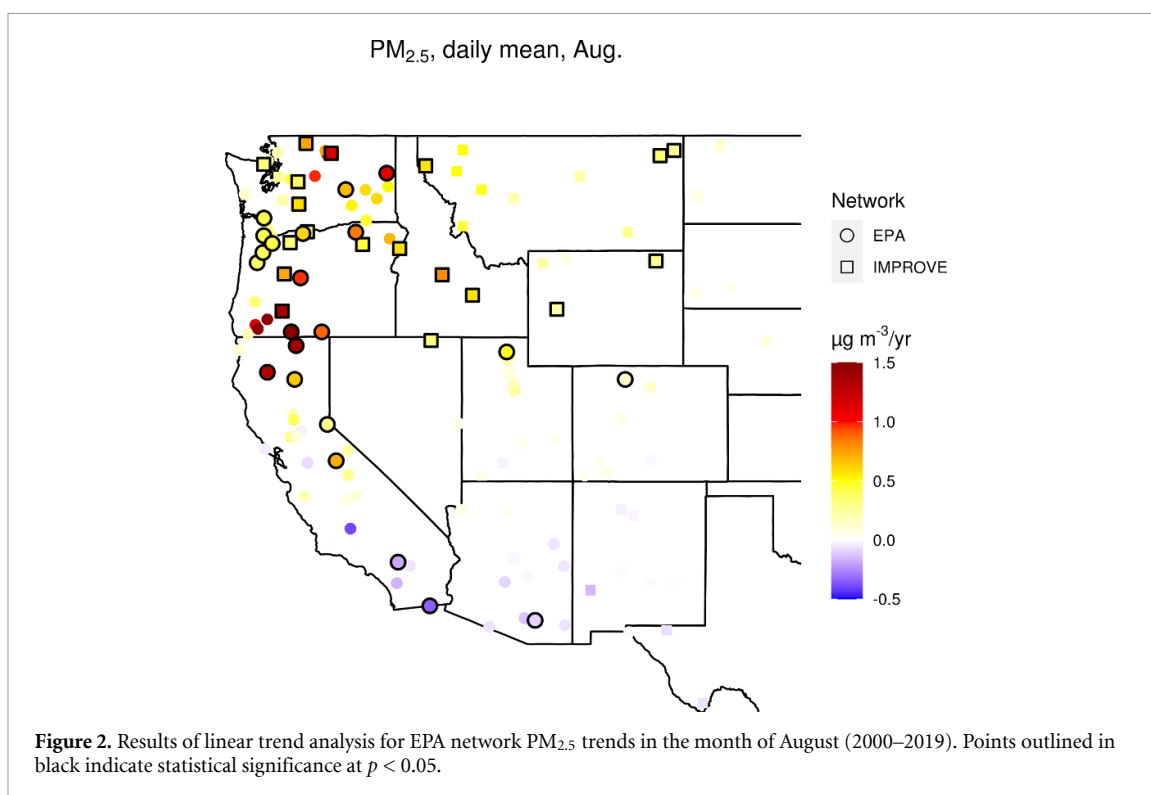 PM2.5, daily mean, Aug.
Network
EPA
IMPROVE
µg m-3/yr
1.5
1.0
0.5
0.0
-0.5
Figure 2. Results of linear trend analysis for EPA network PM2.5 trends in the month of August (2000–2019). Points outlined in
black indicate statistical significance at p < 0.05.